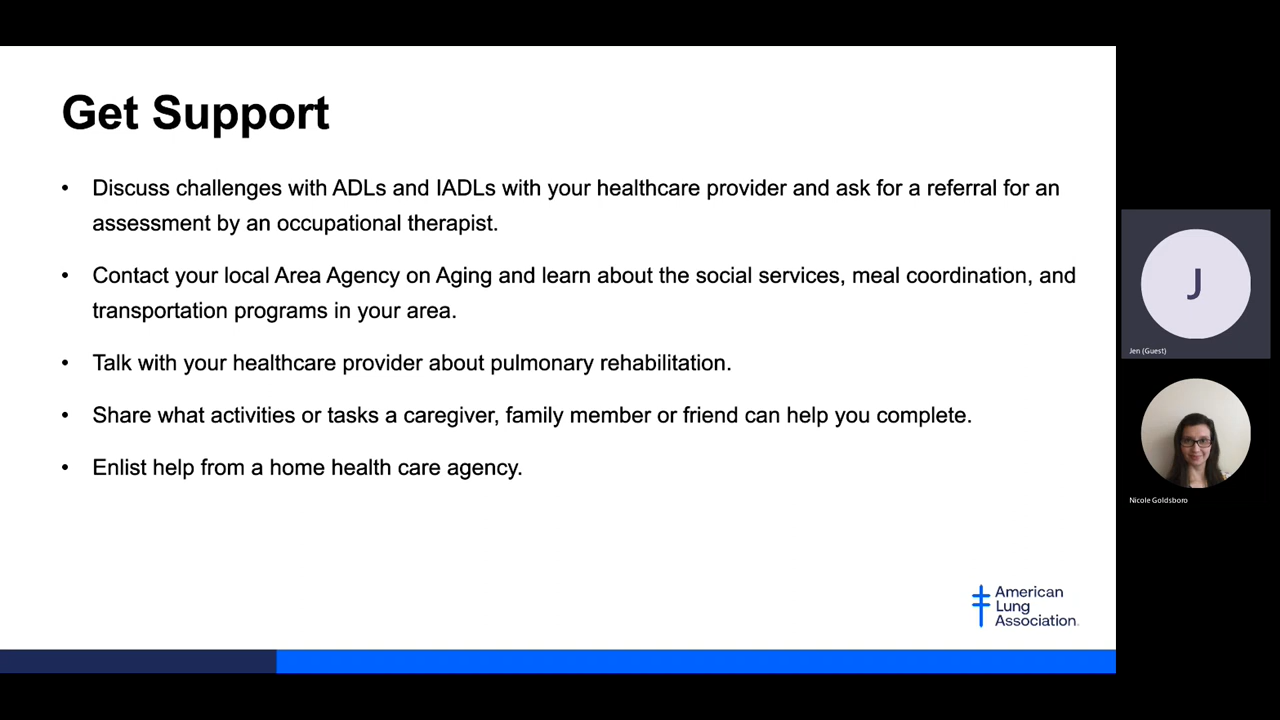 Get Support
• Discuss challenges with ADLs and IADLs with your healthcare provider and ask for a referral for an
assessment by an occupational therapist.
• Contact your local Area Agency on Aging and learn about the social services, meal coordination, and
transportation programs in your area.
• Talk with your healthcare provider about pulmonary rehabilitation.
• Share what activities or tasks a caregiver, family member or friend can help you complete.
• Enlist help from a home health care agency.
American
Lung
Association.
J
Jen (Guest)
Nicole Goldsboro